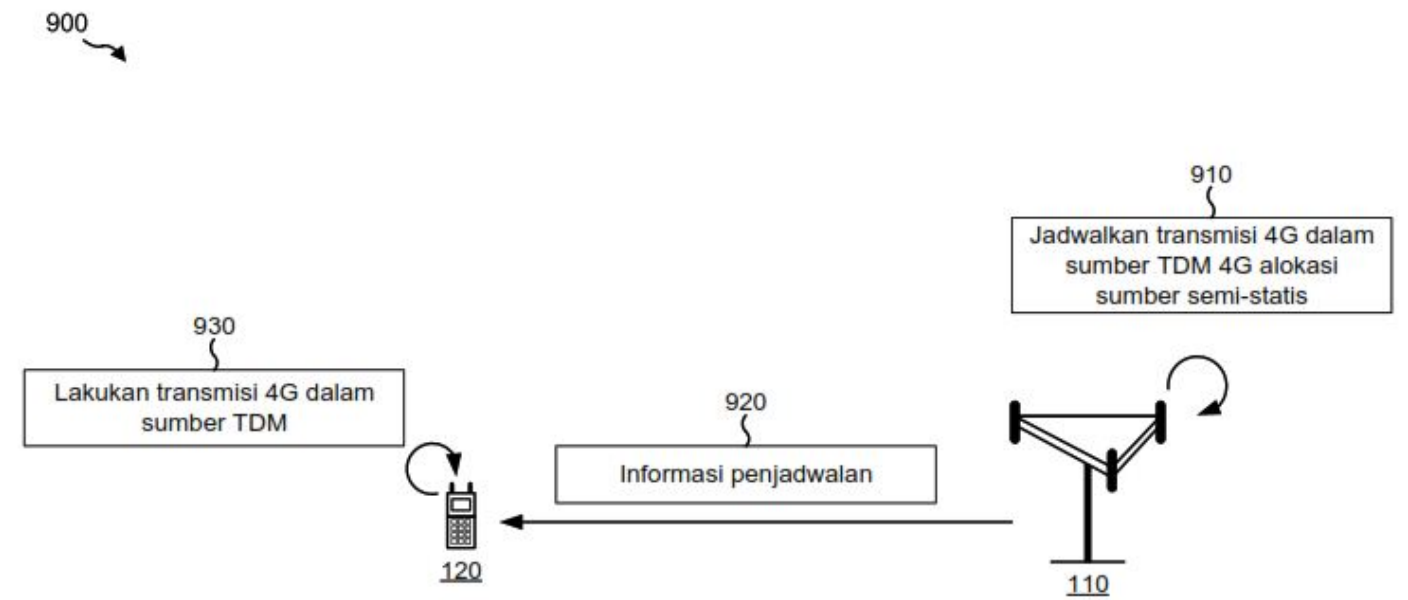 900
910
Jadwalkan transmisi 4G dalam
sumber TDM 4G alokasi
sumber semi-statis
930
Lakukan transmisi 4G dalam
sumber TDM
920
Informasi penjadwalan
120
110